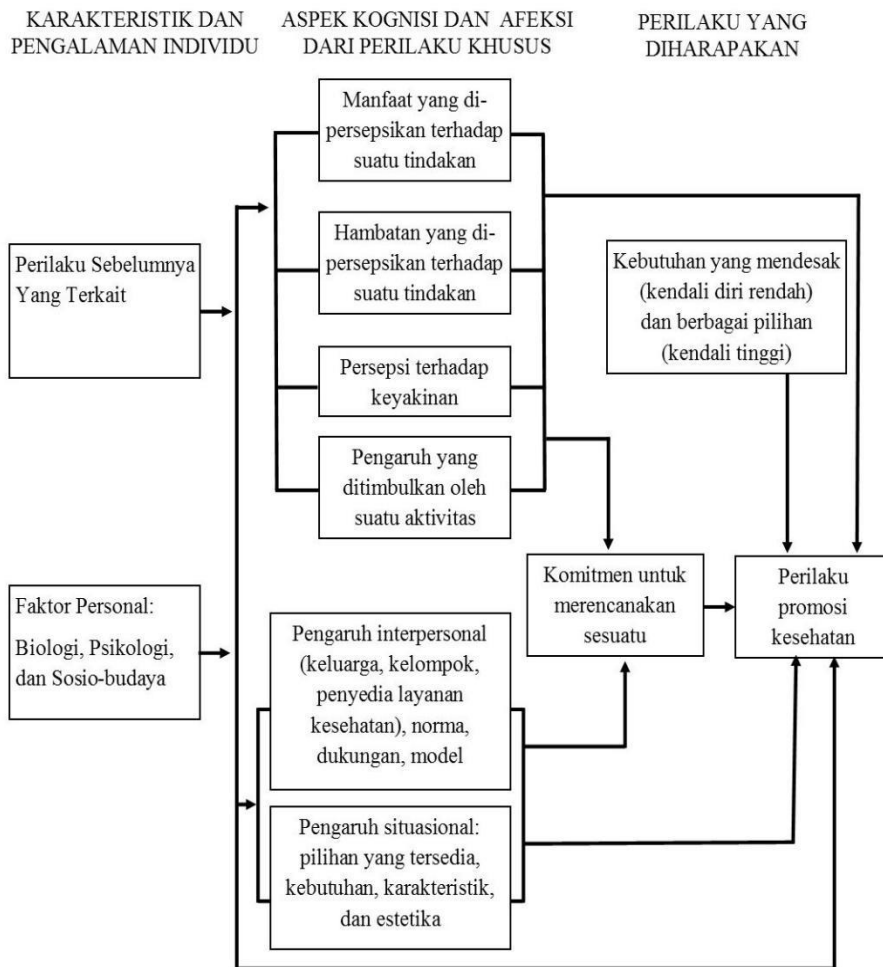 KARAKTERISTIK DAN
PENGALAMAN INDIVIDU
ASPEK KOGNISI DAN AFEKSI
DARI PERILAKU KHUSUS
PERILAKU YANG
DIHARAPAKAN
Perilaku Sebelumnya
Yang Terkait
Faktor Personal:
Biologi, Psikologi,
dan Sosio-budaya
Manfaat yang di-
persepsikan terhadap
suatu tindakan
Hambatan yang di-
persepsikan terhadap
suatu tindakan
Persepsi terhadap
keyakinan
Pengaruh yang
ditimbulkan oleh
suatu aktivitas
Pengaruh interpersonal
(keluarga, kelompok,
penyedia layanan
kesehatan), norma,
dukungan, model
Pengaruh situasional:
pilihan yang tersedia,
kebutuhan, karakteristik,
dan estetika
Kebutuhan yang mendesak
(kendali diri rendah)
dan berbagai pilihan
(kendali tinggi)
Komitmen untuk
merencanakan
sesuatu
Perilaku
promosi
kesehatan